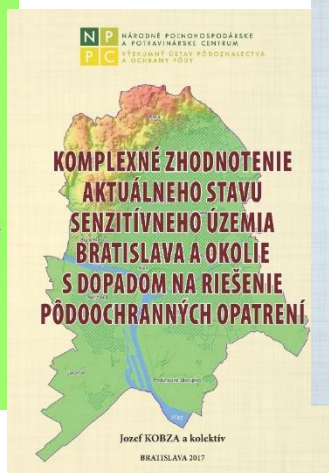 N P
P C
NÁRODNÉ POĽNOHOSPODÁRSKE
A POTRAVINÁRSKE CENTRUM
VÝSKUMNÝ ÚSTAV PÔDOZNALECTVA
A OCHRANY PÔDY
KOMPLEXNÉ ZHODNOTENIE
AKTUÁLNEHO STAVU
SENZITÍVNEHO ÚZEMIA
BRATISLAVA A OKOLIE
S DOPADOM NA RIEŠENIE
PÔDOOCHRANNÝCH OPATRENÍ
Jozef KOBZA a kolektív
BRATISLAVA 2017